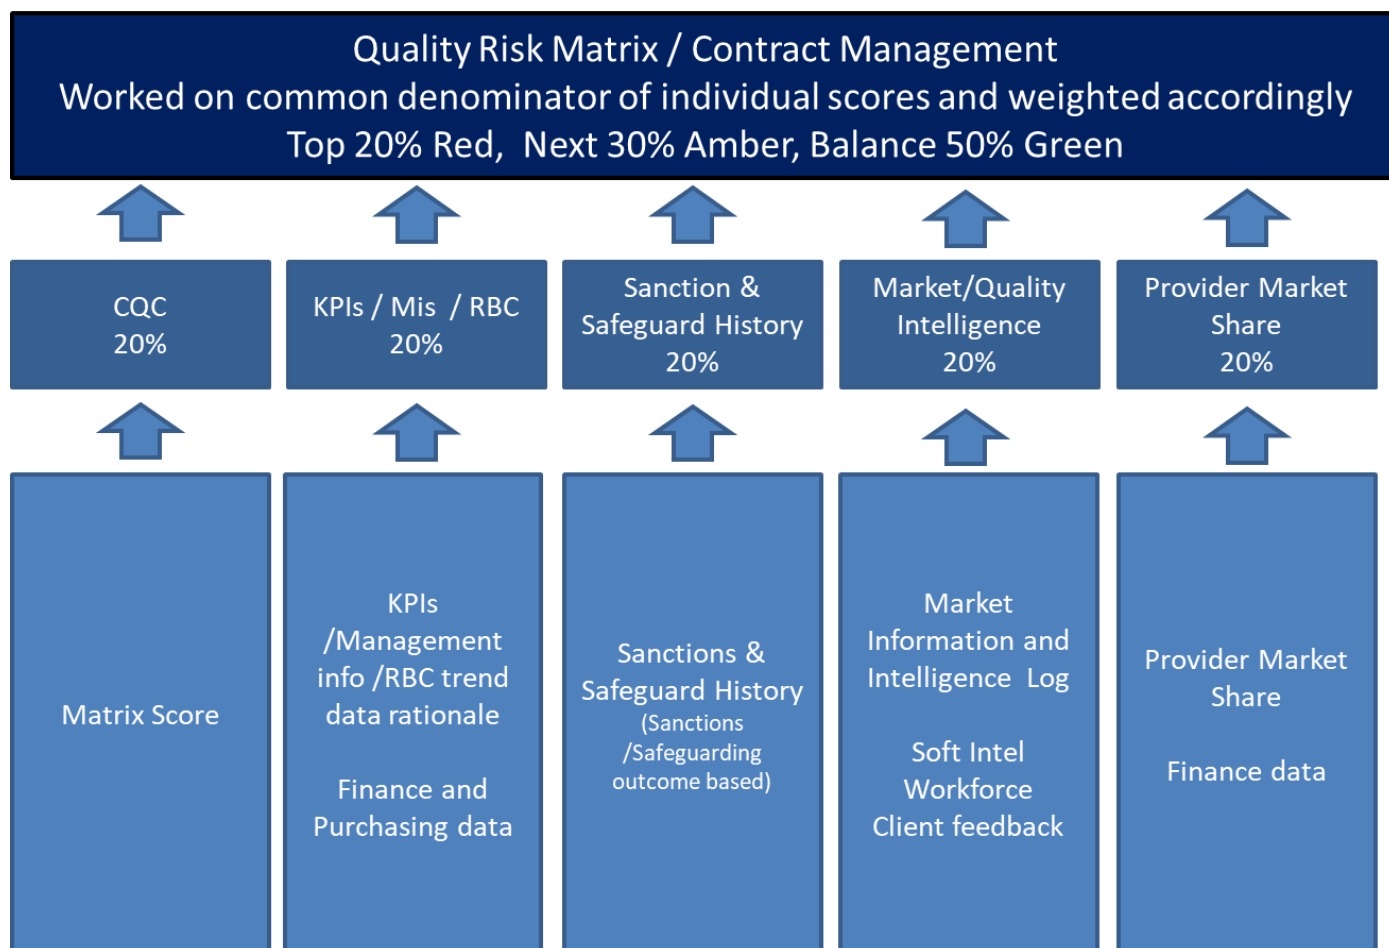 Quality Risk Matrix / Contract Management
Worked on common denominator of individual scores and weighted accordingly
Top 20% Red, Next 30% Amber, Balance 50% Green
CQC
20%
KPIs / Mis / RBC
20%
Sanction &
Safeguard History
20%
Market/Quality
Intelligence
20%
Provider Market
Share
20%
Matrix Score
KPIs
/Management
info /RBC trend
data rationale
Finance and
Purchasing data
Sanctions &
Safeguard History
(Sanctions
/Safeguarding
outcome based)
Market
Information and
Intelligence Log
Soft Intel
Workforce
Client feedback
Provider Market
Share
Finance data